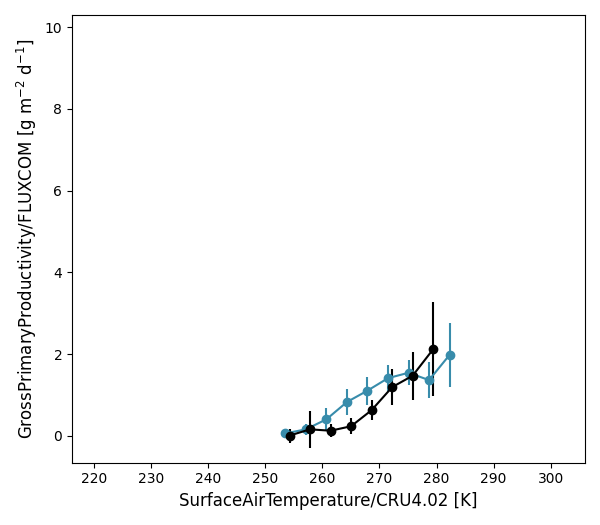 GrossPrimaryProductivity/FLUXCOM [g m⁻² d⁻¹]
10
8
6
4
2
0
220 230 240 250 260 270 280 290 300
SurfaceAirTemperature/CRU4.02 [K]